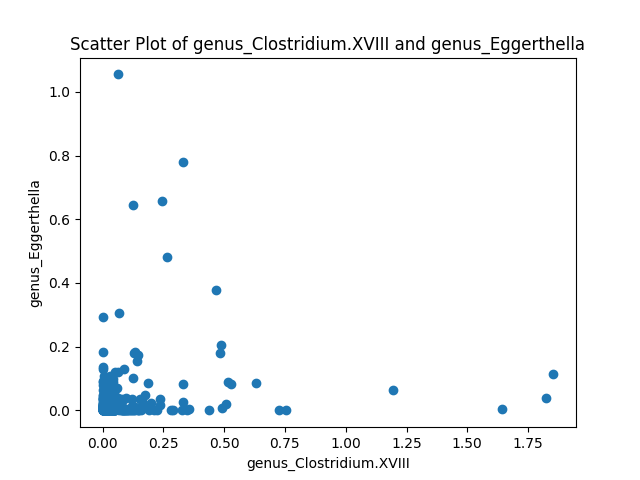 Scatter Plot of genus_Clostridium.XVIII and genus_Eggerthella
1.0
0.8
0.6
0.4
0.2
0.0
genus_Eggerthella
0.00 0.25 0.50 0.75 1.00 1.25 1.50 1.75
genus_Clostridium.XVIII